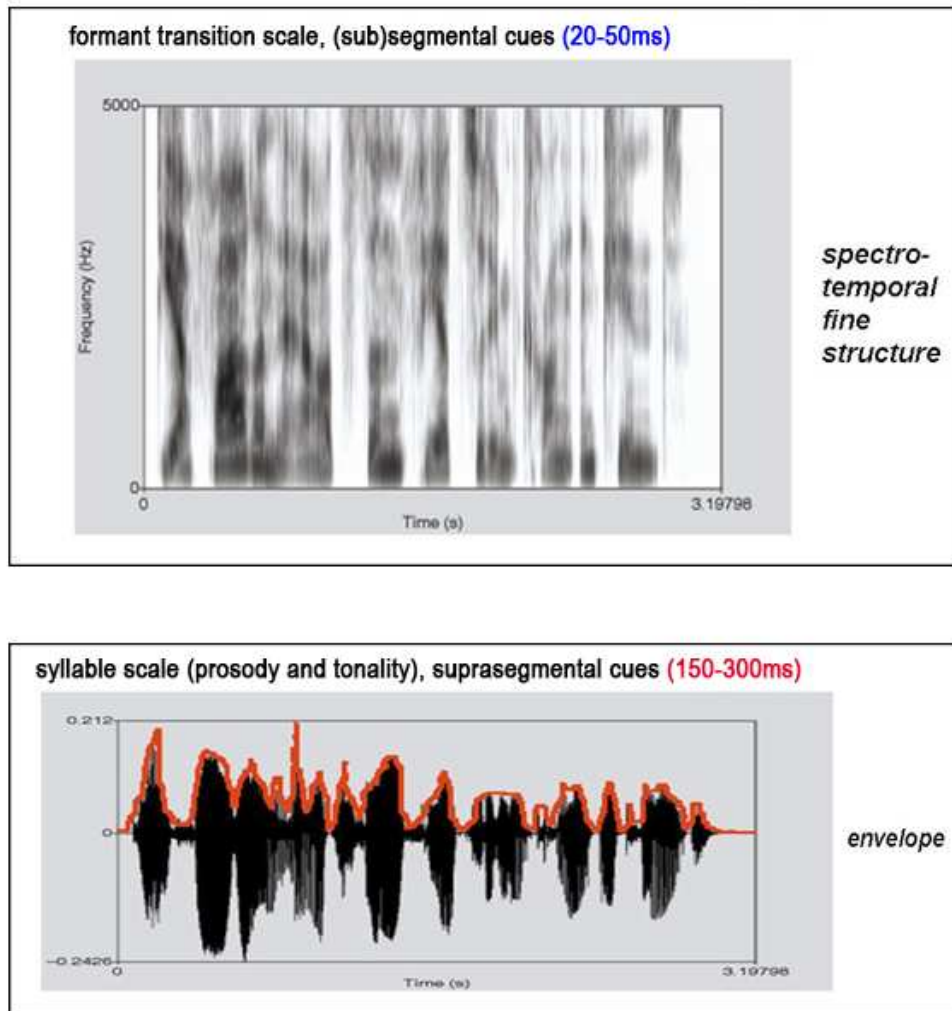 formant transition scale, (sub)segmental cues (20-50ms)
5000
Frequency (Hz)
0
0
3.19798
Time (s)
spectro-
temporal
fine
structure
syllable scale (prosody and tonality), suprasegmental cues (150-300ms)
0.212
0
-0.2426
0
3.19798
Time (s)
envelope